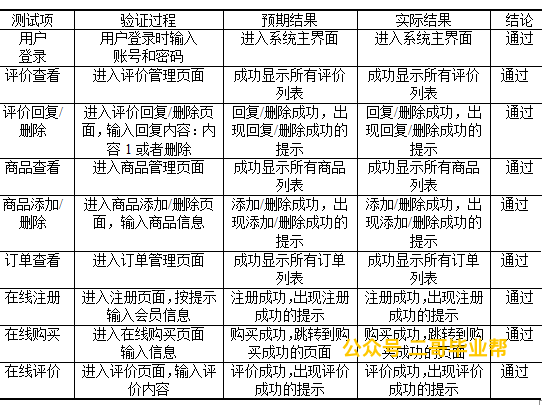 测试项 验证过程 预期结果 实际结果 结论
用户 用户登录时输入 进入系统主界面 进入系统主界面 通过
登录 账号和密码
评价查看 进入评价管理页面 成功显示所有评价 成功显示所有评价 通过
列表 列表
评价回复/ 进入评价回复/删除页 回复/删除成功，出 回复/删除成功，出 通过
删除 面，输入回复内容：内 现回复/删除成功的 现回复/删除成功的
容1或者删除 提示 提示
商品查看 进入商品管理页面 成功显示所有商品 成功显示所有商品 通过
列表 列表
商品添加/ 进入商品添加/删除页 添加/删除成功，出 添加/删除成功，出 通过
删除 面，输入商品信息 现添加/删除成功的 现添加/删除成功的
提示 提示
订单查看 进入订单管理页面 成功显示所有订单 成功显示所有订单 通过
列表 列表
在线注册 进入注册页面，按提示 注册成功，出现注册 注册成功，出现注册 通过
输入会员信息 成功的提示 成功的提示
在线购买 进入在线购买页面 购买成功，跳转到购 购买成功，跳转到购 通过
输入信息 买成功的页面 买成功的页面
公众号 二哥毕业帮
在线评价 进入评价页面，输入评 评价成功，出现评价 评价成功，出现评价 通过
价内容 成功的提示 成功的提示